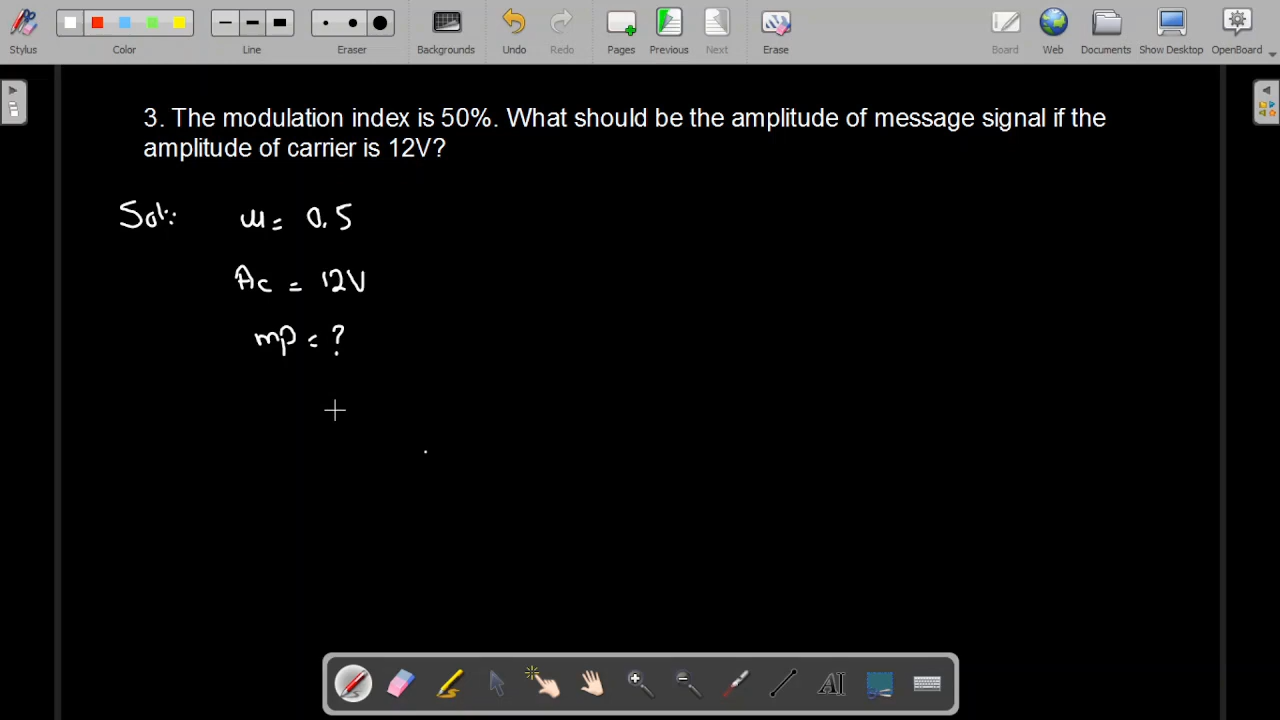 Stylus Color Line Eraser Backgrounds Undo Redo Pages Previous Next Erase Board Web Documents Show Desktop OpenBoard
3. The modulation index is 50%. What should be the amplitude of message signal if the
amplitude of carrier is 12V?
Sol:. u = 0.5
Ac = 12V
mp = ?